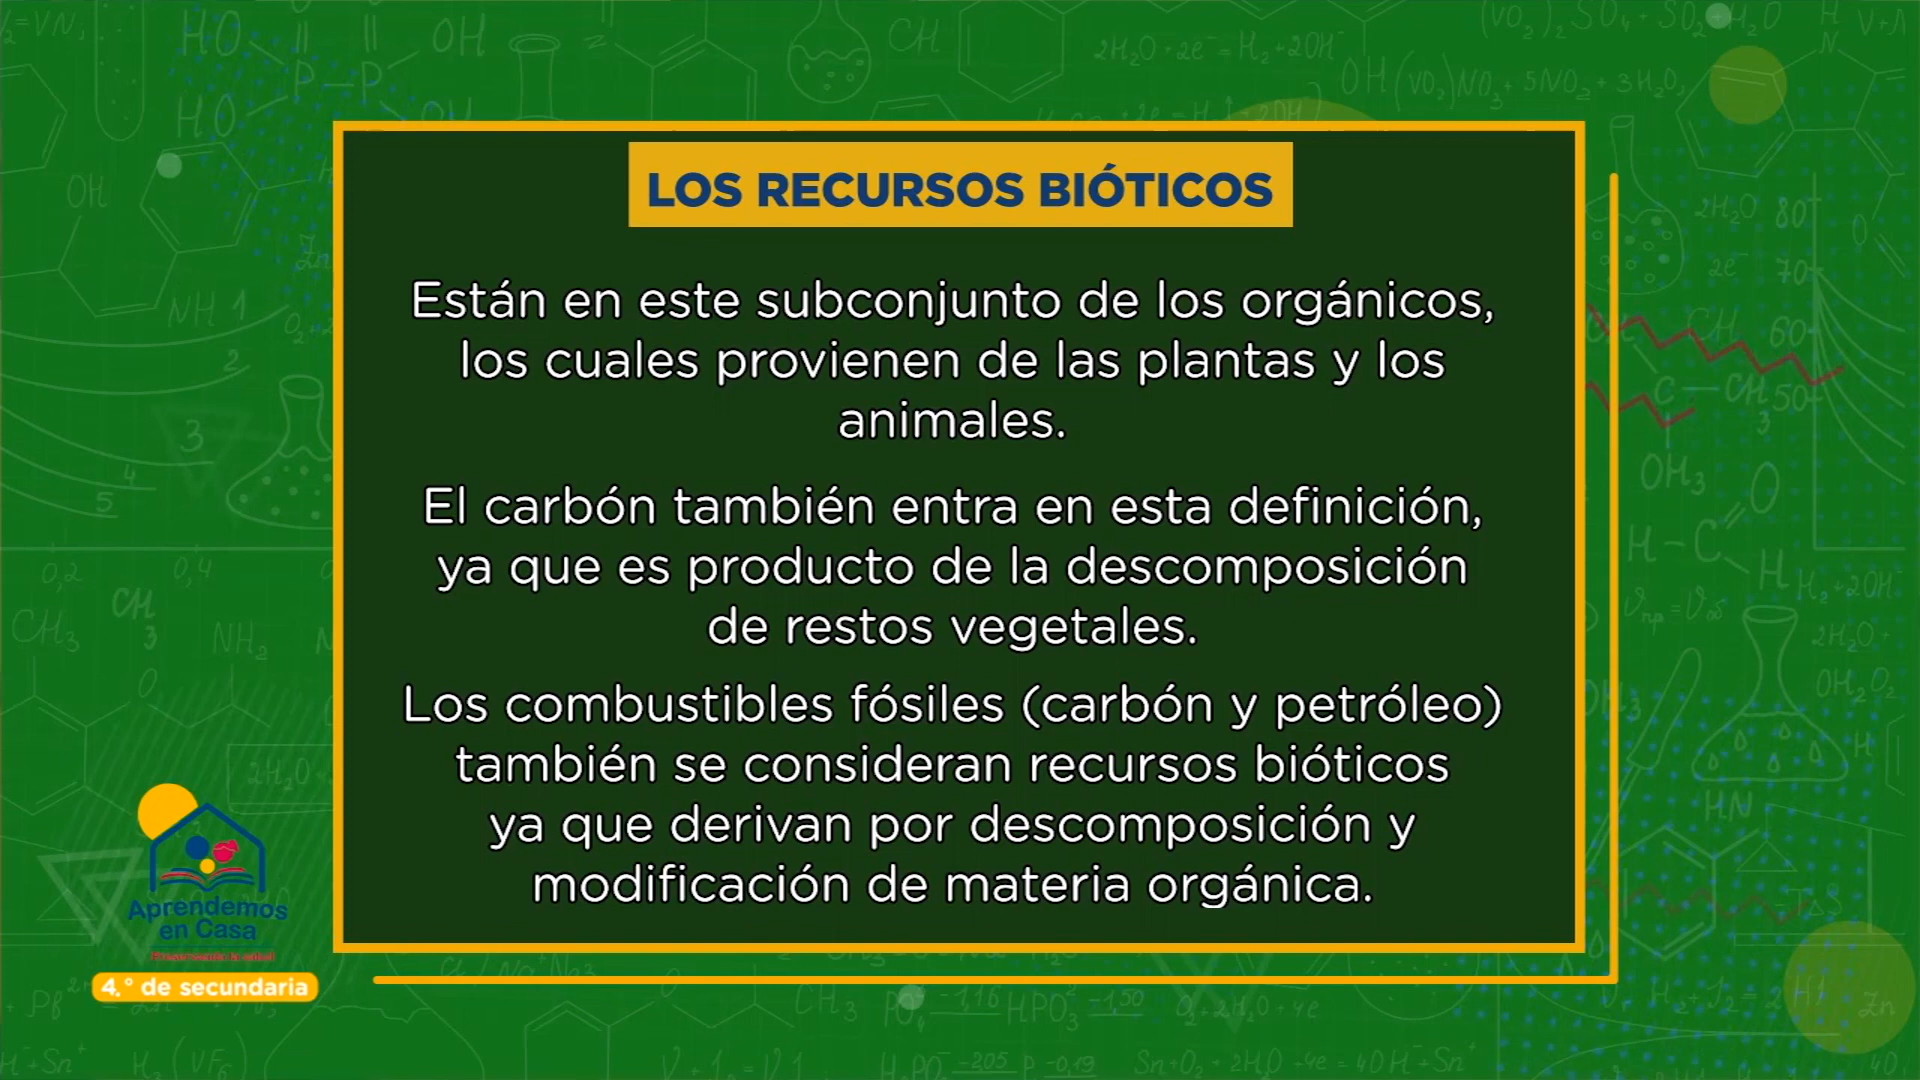 LOS RECURSOS BIÓTICOS
Están en este subconjunto de los orgánicos,
los cuales provienen de las plantas y los
animales.
El carbón también entra en esta definición,
ya que es producto de la descomposición
de restos vegetales.
Los combustibles fósiles (carbón y petróleo)
también se consideran recursos bióticos
ya que derivan por descomposición y
modificación de materia orgánica.
Aprendemos
en Casa
4.° de secundaria